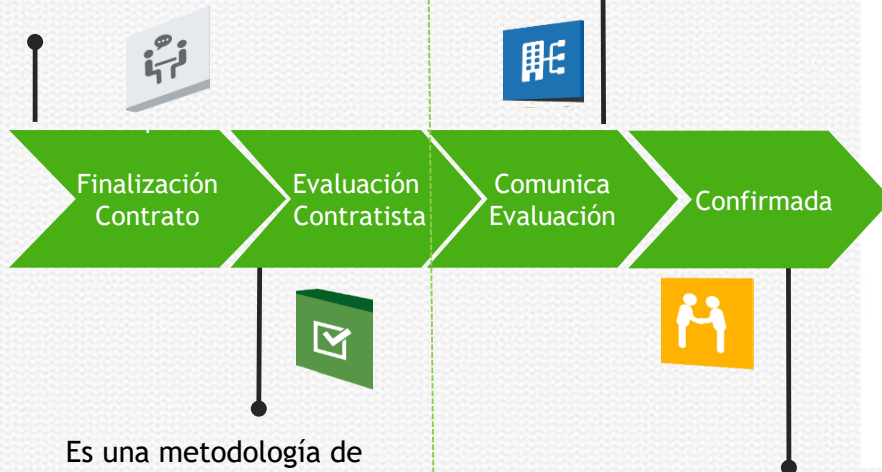 Finalización
Contrato
Evaluación
Contratista
Comunica
Evaluación
Confirmada
Es una metodología de